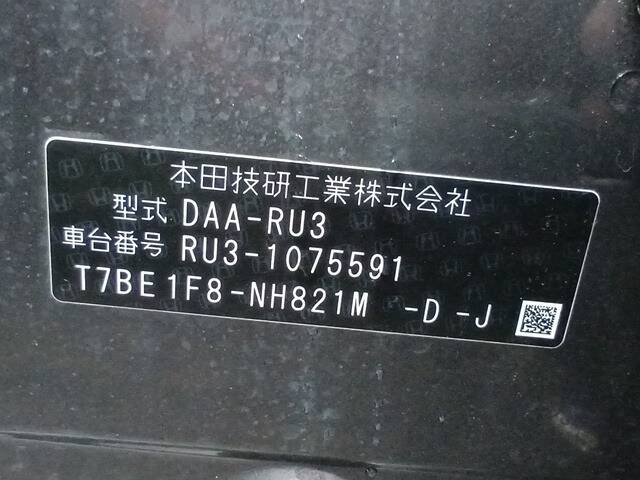 本田技研工業株式会社
型式 DAA-RU3
車台番号 RU3-1075591
T7BE1F8-NH821M -D-J